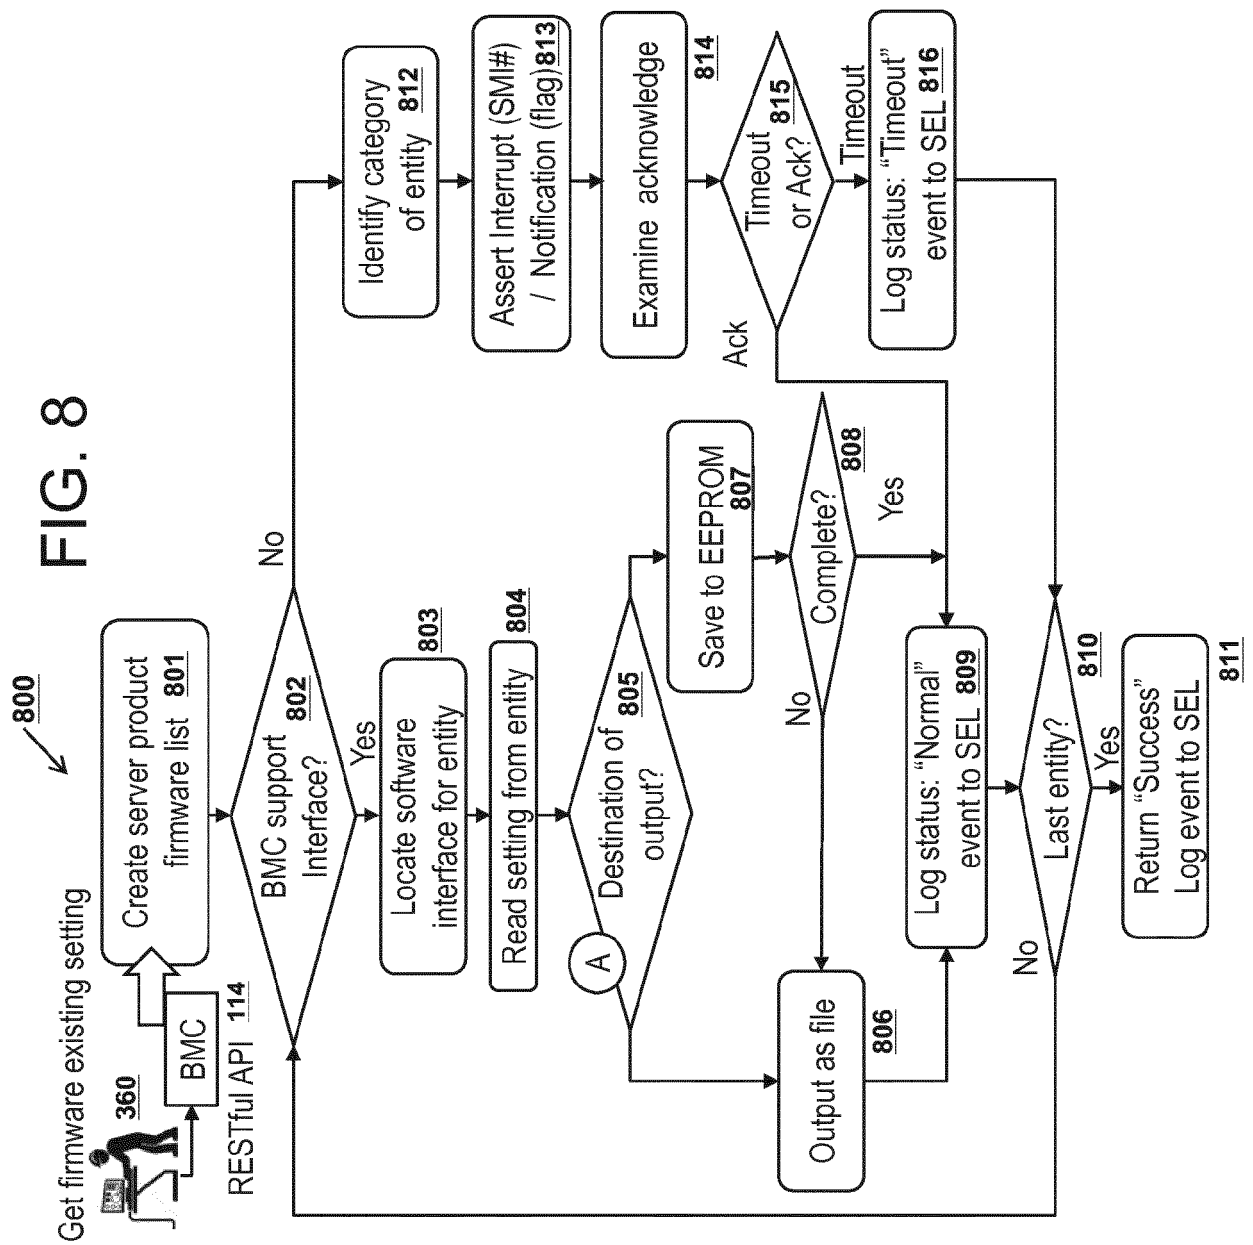 FIG. 8
800
Get firmware existing setting
360
BMC
RESTful API 114
Create server product
firmware list 801
BMC support
Interface?
802
No
Yes
Locate software
interface for entity
803
Read setting from entity
804
Destination of
output?
805
A
Output as file
806
Save to EEPROM
807
Complete?
808
No
Yes
Log status: “Normal”
event to SEL 809
Last entity?
810
No
Yes
Return “Success”
Log event to SEL
811
Identify category
of entity 812
Assert Interrupt (SMI#)
/ Notification (flag) 813
Examine acknowledge
814
Timeout
or Ack?
815
Ack
Timeout
Log status: “Timeout”
event to SEL 816